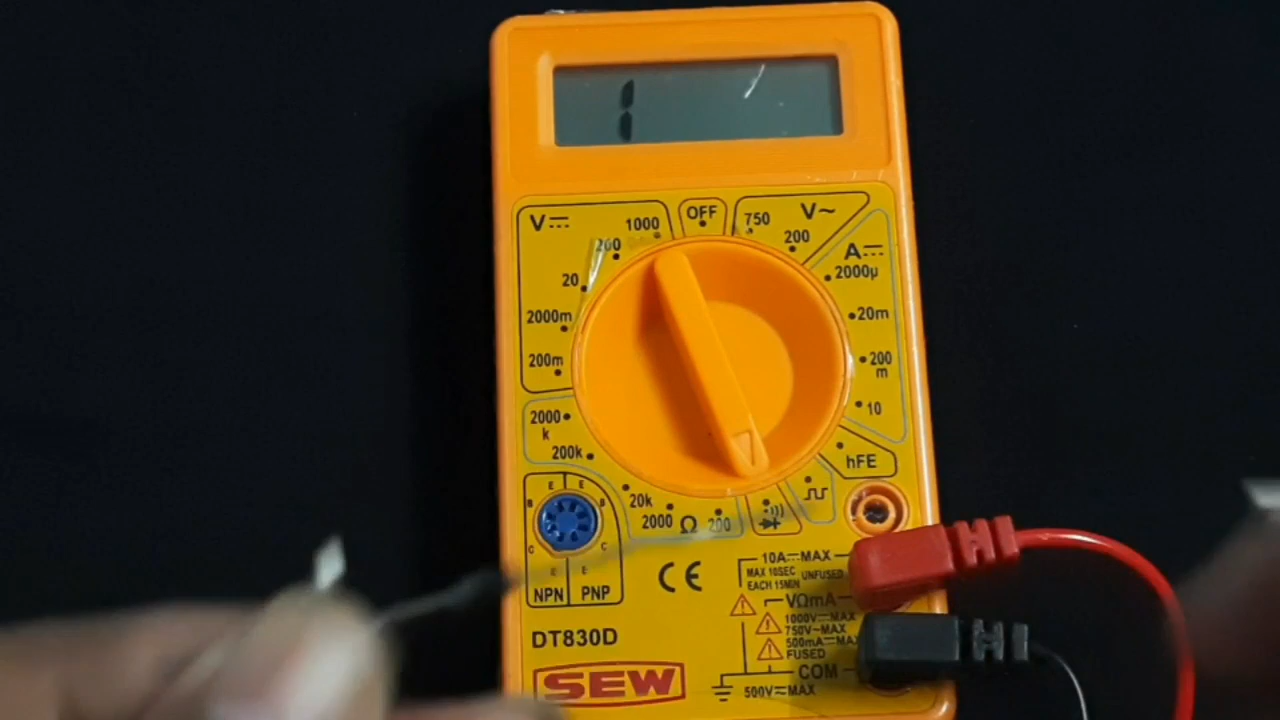 1
V⎓
1000
OFF
750
V~
200
200
A⎓
20
2000µ
2000m
20m
200m
200
m
2000
k
10
200k
hFE
20k
2000
Ω
200
E
E
B
B
C
C
E
E
NPN
PNP
CE
10A⎓MAX
MAX 10SEC
EACH 15MIN
UNFUSED
VΩmA
1000V⎓MAX
750V~MAX
500mA⎓MAX
FUSED
COM
500V⎓MAX
DT830D
SEW